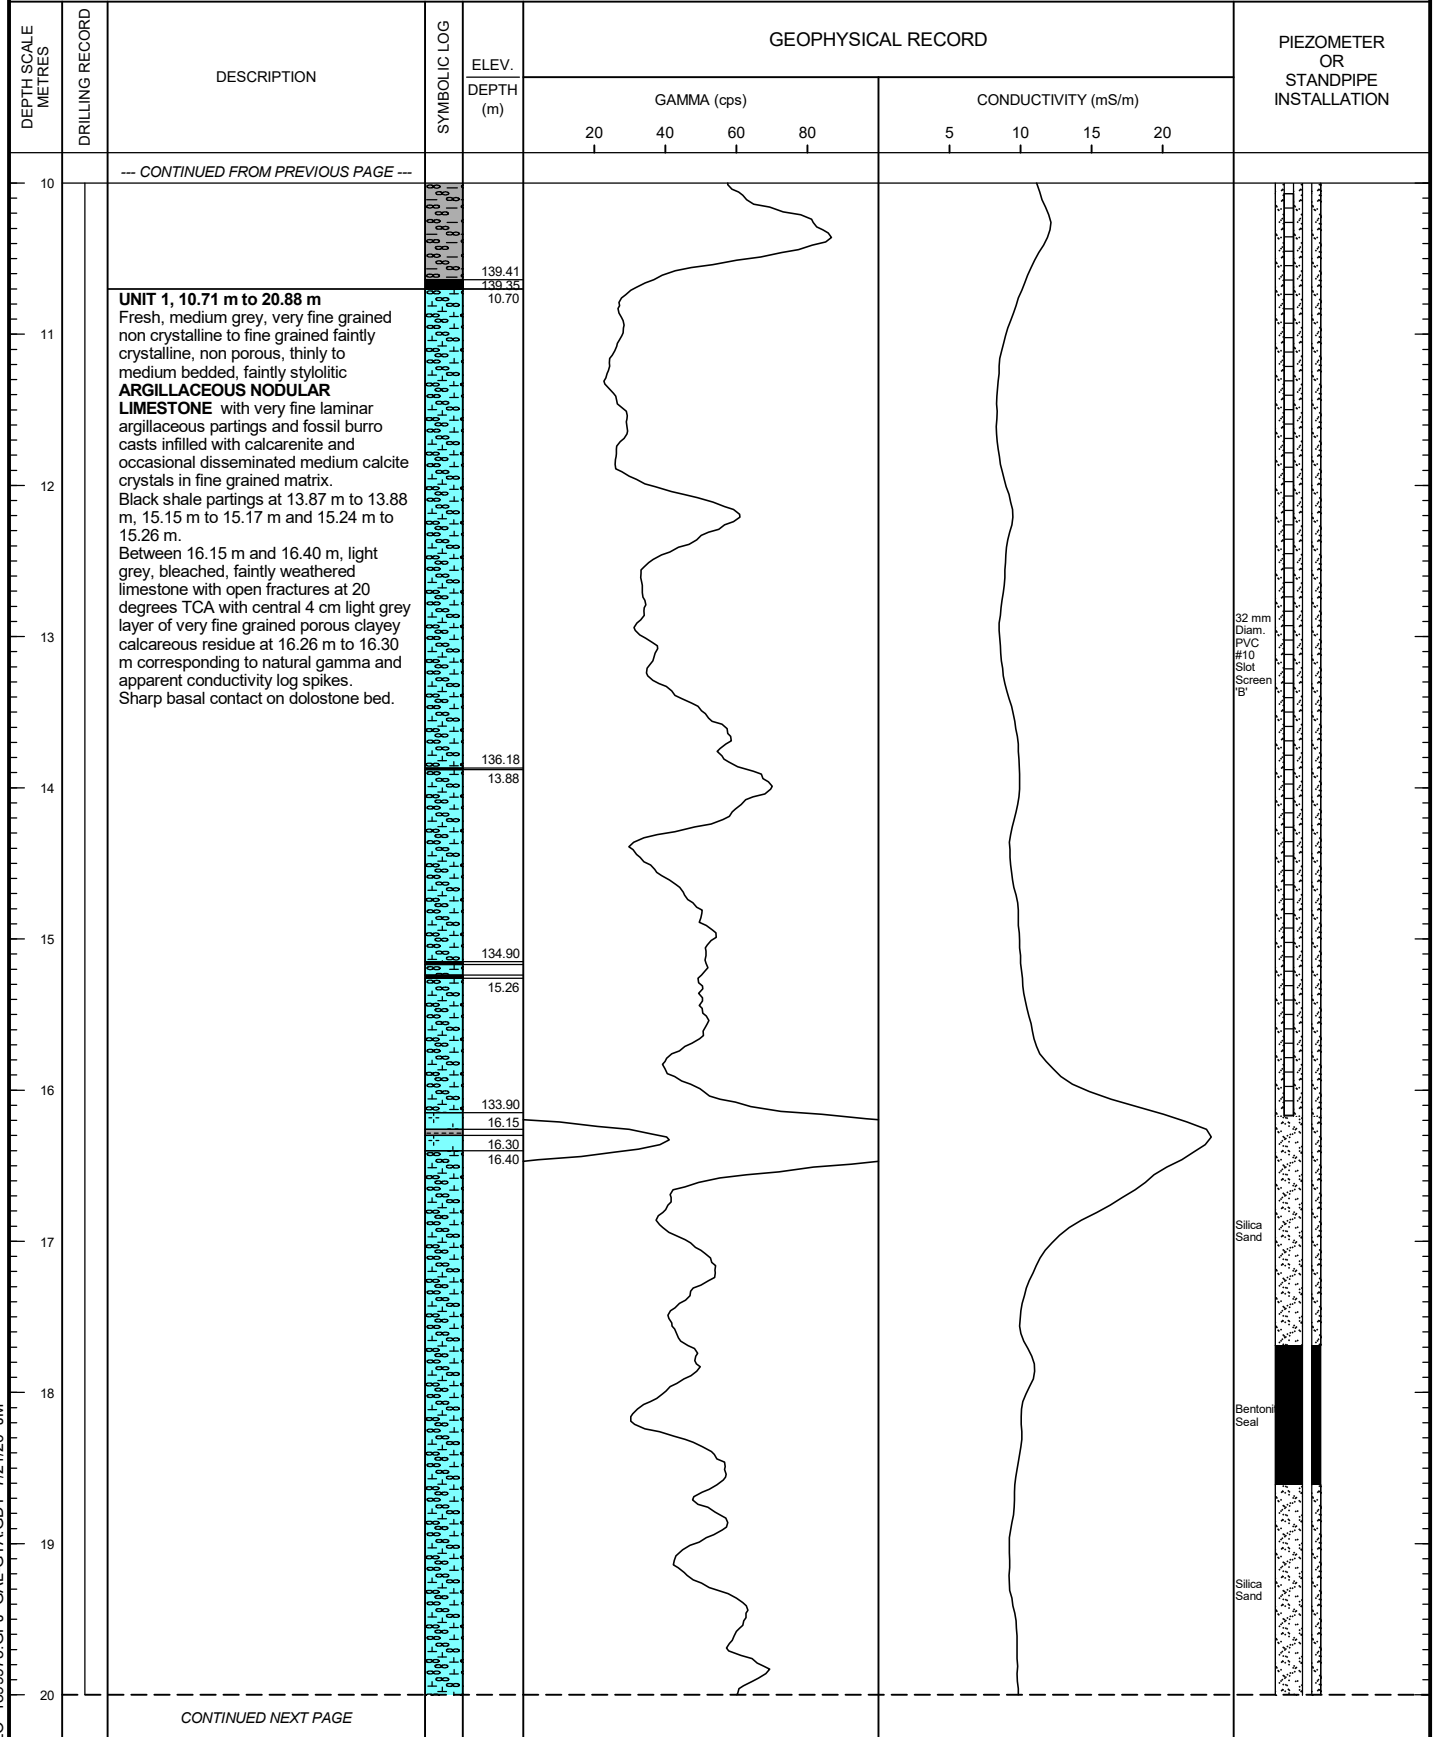 DEPTH SCALE
METRES
DRILLING RECORD
DESCRIPTION
SYMBOLIC LOG
ELEV.
DEPTH
(m)
GEOPHYSICAL RECORD
GAMMA (cps)
20 40 60 80
CONDUCTIVITY (mS/m)
5 10 15 20
PIEZOMETER
OR
STANDPIPE
INSTALLATION
--- CONTINUED FROM PREVIOUS PAGE ---
10
139.41
139.35
10.70
UNIT 1, 10.71 m to 20.88 m
Fresh, medium grey, very fine grained
non crystalline to fine grained faintly
crystalline, non porous, thinly to
medium bedded, faintly stylolitic
ARGILLACEOUS NODULAR
LIMESTONE with very fine laminar
argillaceous partings and fossil burro
casts infilled with calcarenite and
occasional disseminated medium calcite
crystals in fine grained matrix.
Black shale partings at 13.87 m to 13.88
m, 15.15 m to 15.17 m and 15.24 m to
15.26 m.
Between 16.15 m and 16.40 m, light
grey, bleached, faintly weathered
limestone with open fractures at 20
degrees TCA with central 4 cm light grey
layer of very fine grained porous clayey
calcareous residue at 16.26 m to 16.30
m corresponding to natural gamma and
apparent conductivity log spikes.
Sharp basal contact on dolostone bed.
11
12
13
32 mm
Diam.
PVC
#10
Slot
Screen
'B'
136.18
13.88
14
15
134.90
15.26
16
133.90
16.15
16.30
16.40
17
Silica
Sand
18
Bentoni
Seal
19
Silica
Sand
20
CONTINUED NEXT PAGE